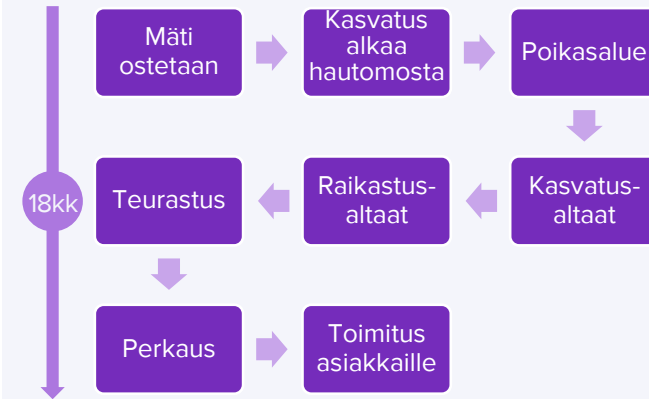 Mäti
ostetaan
Kasvatus
alkaa
hautomosta
Poikasalue
18kk
Teurastus
Raikastus-
altaat
Kasvatus-
altaat
Perkaus
Toimitus
asiakkaille